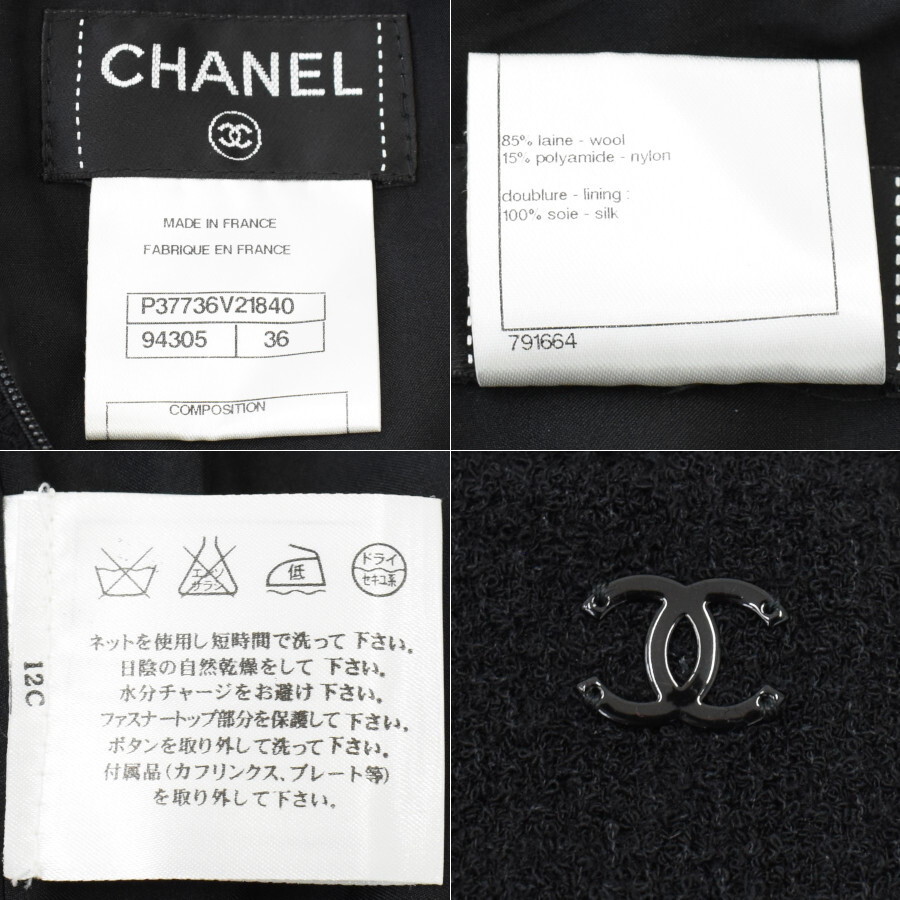 CHANEL
MADE IN FRANCE
FABRIQUE EN FRANCE
P37736V21840
94305 36
COMPOSITION
85% laine - wool
15% polyamide - nylon
doublure - lining :
100% soie - silk
791664
エンソ
サラシ
低
ドライ
セキユ系
ネットを使用し短時間で洗って下さい。
日陰の自然乾燥をして下さい。
水分チャージをお避け下さい。
ファスナートップ部分を保護して下さい。
ボタンを取り外して洗って下さい。
付属品(カフリンクス、プレート等)
を取り外して下さい。
12C